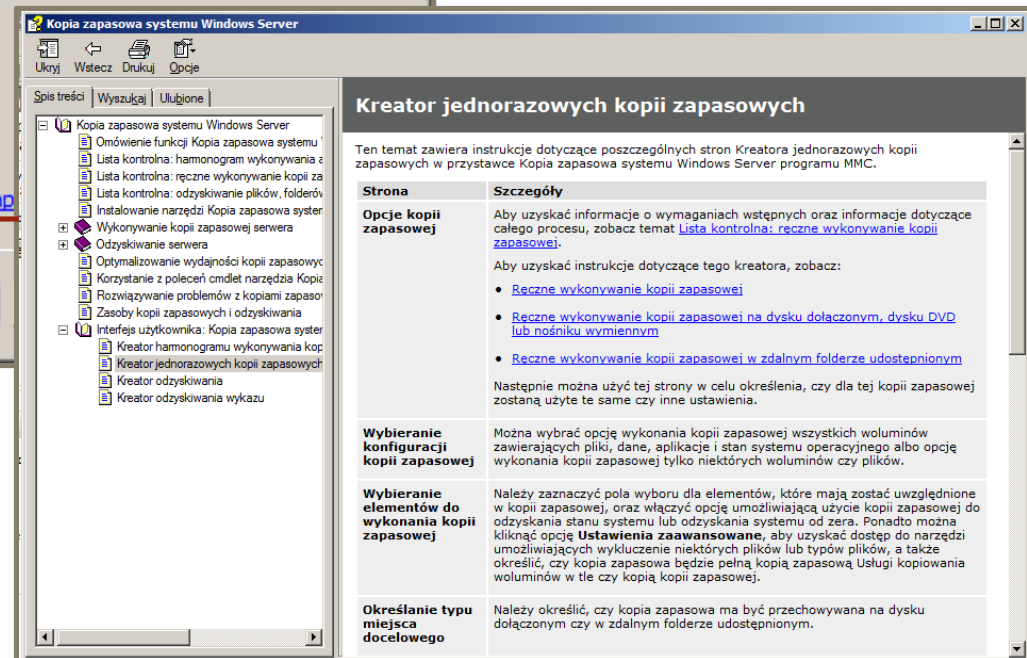 Kopia zapasowa systemu Windows Server
Ukryj Wstecz Drukuj Opcje
Spis treści Wyszukaj Ulubione
Kopia zapasowa systemu Windows Server
Omówienie funkcji Kopia zapasowa systemu
Lista kontrolna: harmonogram wykonywania
Lista kontrolna: ręczne wykonywanie kopii za
Lista kontrolna: odzyskiwanie plików, folderów
Instalowanie narzędzi Kopia zapasowa system
Wykonywanie kopii zapasowej serwera
Odzyskiwanie serwera
Optymalizowanie wydajności kopii zapasowyc
Korzystanie z poleceń cmdlet narzędzia Kopia
Rozwiązywanie problemów z kopiami zapasow
Zasoby kopii zapasowych i odzyskiwania
Interfejs użytkownika: Kopia zapasowa system
Kreator harmonogramu wykonywania kop
Kreator jednorazowych kopii zapasowych
Kreator odzyskiwania
Kreator odzyskiwania wykazu
Kreator jednorazowych kopii zapasowych
Ten temat zawiera instrukcje dotyczące poszczególnych stron Kreatora jednorazowych kopii
zapasowych w przystawce Kopia zapasowa systemu Windows Server programu MMC.
Strona Szczegóły
Opcje kopii
zapasowej
Aby uzyskać informacje o wymaganiach wstępnych oraz informacje dotyczące
całego procesu, zobacz temat Lista kontrolna: ręczne wykonywanie kopii
zapasowej.
Aby uzyskać instrukcje dotyczące tego kreatora, zobacz:
• Ręczne wykonywanie kopii zapasowej
• Ręczne wykonywanie kopii zapasowej na dysku dołączonym, dysku DVD
lub nośniku wymiennym
• Ręczne wykonywanie kopii zapasowej w zdalnym folderze udostępnionym
Następnie można użyć tej strony w celu określenia, czy dla tej kopii zapasowej
zostaną użyte te same czy inne ustawienia.
Wybieranie
konfiguracji
kopii zapasowej
Można wybrać opcję wykonania kopii zapasowej wszystkich woluminów
zawierających pliki, dane, aplikacje i stan systemu operacyjnego albo opcję
wykonania kopii zapasowej tylko niektórych woluminów czy plików.
Wybieranie
elementów do
wykonania kopii
zapasowej
Należy zaznaczyć pola wyboru dla elementów, które mają zostać uwzględnione
w kopii zapasowej, oraz włączyć opcję umożliwiającą użycie kopii zapasowej do
odzyskania stanu systemu lub odzyskania systemu od zera. Ponadto można
kliknąć opcję Ustawienia zaawansowane, aby uzyskać dostęp do narzędzi
umożliwiających wykluczenie niektórych plików lub typów plików, a także
określić, czy kopia zapasowa będzie pełną kopią zapasową Usługi kopiowania
woluminów w tle czy kopią kopii zapasowej.
Określanie typu
miejsca
docelowego
Należy określić, czy kopia zapasowa ma być przechowywana na dysku
dołączonym czy w zdalnym folderze udostępnionym.